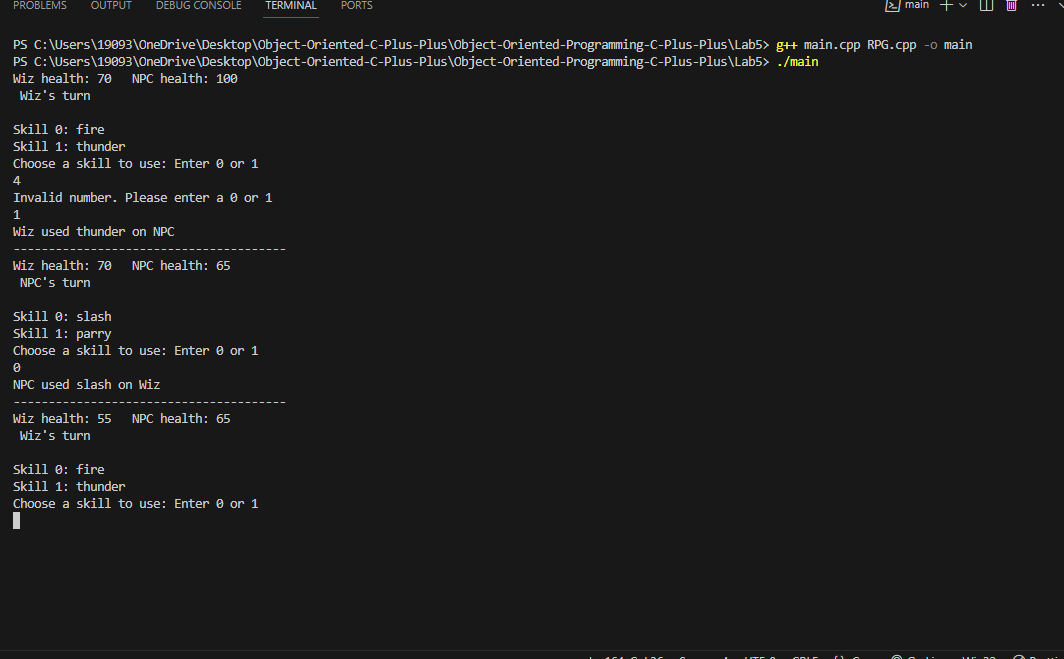 PROBLEMS OUTPUT DEBUG CONSOLE TERMINAL PORTS main
PS C:\Users\19093\OneDrive\Desktop\Object-Oriented-C-Plus-Plus\Object-Oriented-Programming-C-Plus-Plus\Lab5> g++ main.cpp RPG.cpp -o main
PS C:\Users\19093\OneDrive\Desktop\Object-Oriented-C-Plus-Plus\Object-Oriented-Programming-C-Plus-Plus\Lab5> ./main
Wiz health: 70   NPC health: 100
 Wiz's turn
Skill 0: fire
Skill 1: thunder
Choose a skill to use: Enter 0 or 1
4
Invalid number. Please enter a 0 or 1
1
Wiz used thunder on NPC
---------------------------------------
Wiz health: 70   NPC health: 65
 NPC's turn
Skill 0: slash
Skill 1: parry
Choose a skill to use: Enter 0 or 1
0
NPC used slash on Wiz
---------------------------------------
Wiz health: 55   NPC health: 65
 Wiz's turn
Skill 0: fire
Skill 1: thunder
Choose a skill to use: Enter 0 or 1